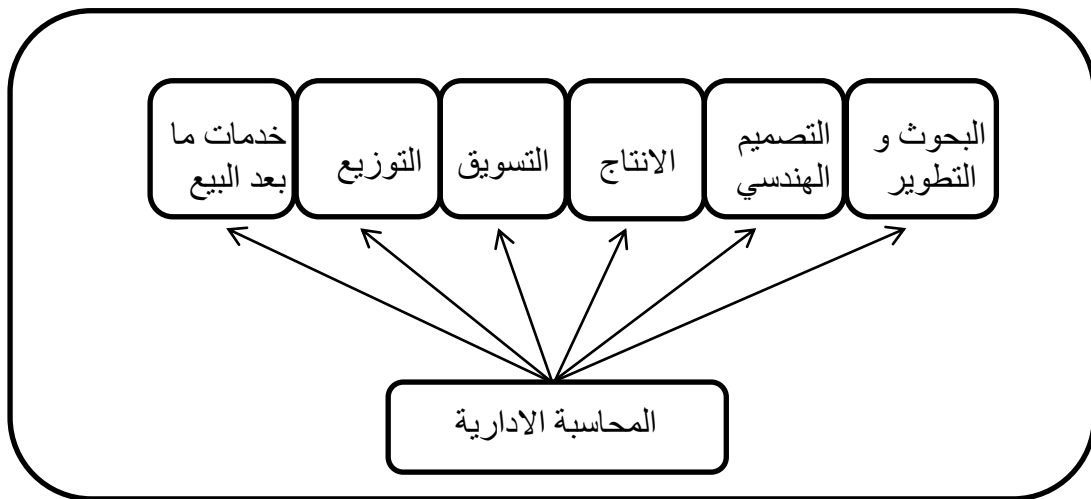 البحوث و
التطوير
التصميم
الهندسي
الانتاج
التسويق
التوزيع
خدمات ما
بعد البيع
المحاسبة الادارية